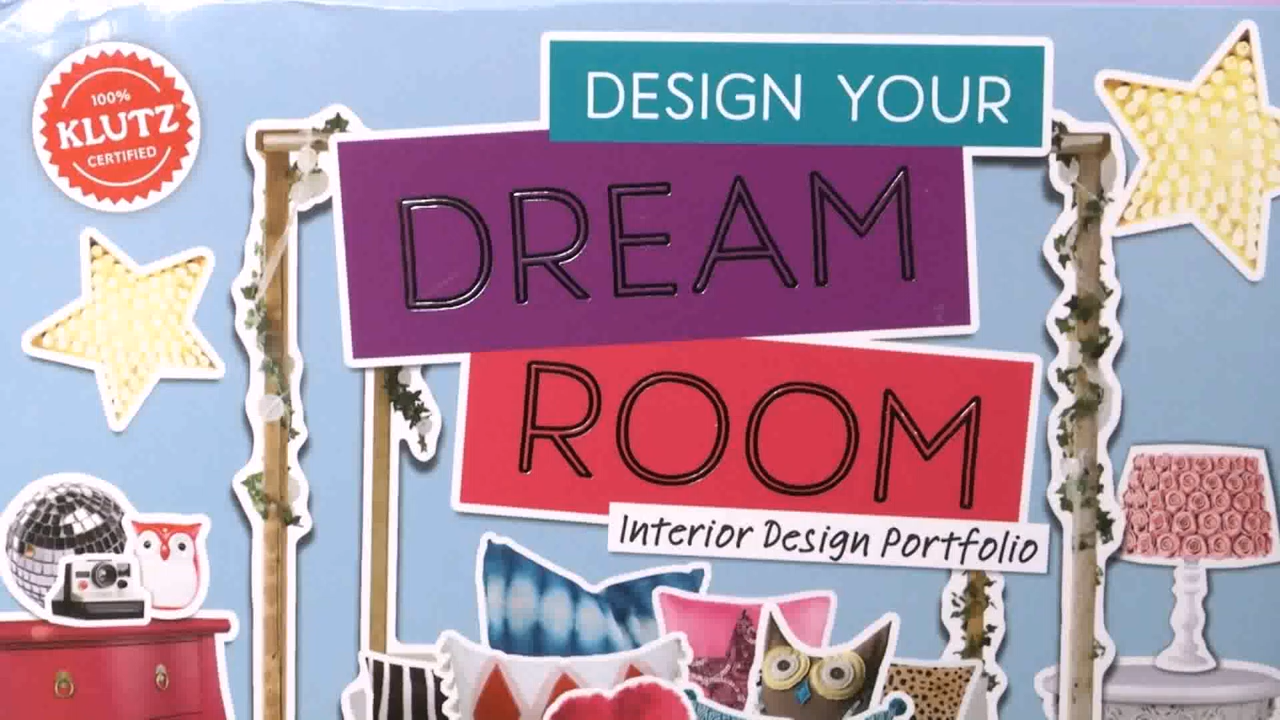 100%
KLUTZ
CERTIFIED
DESIGN YOUR
DREAM
ROOM
Interior Design Portfolio